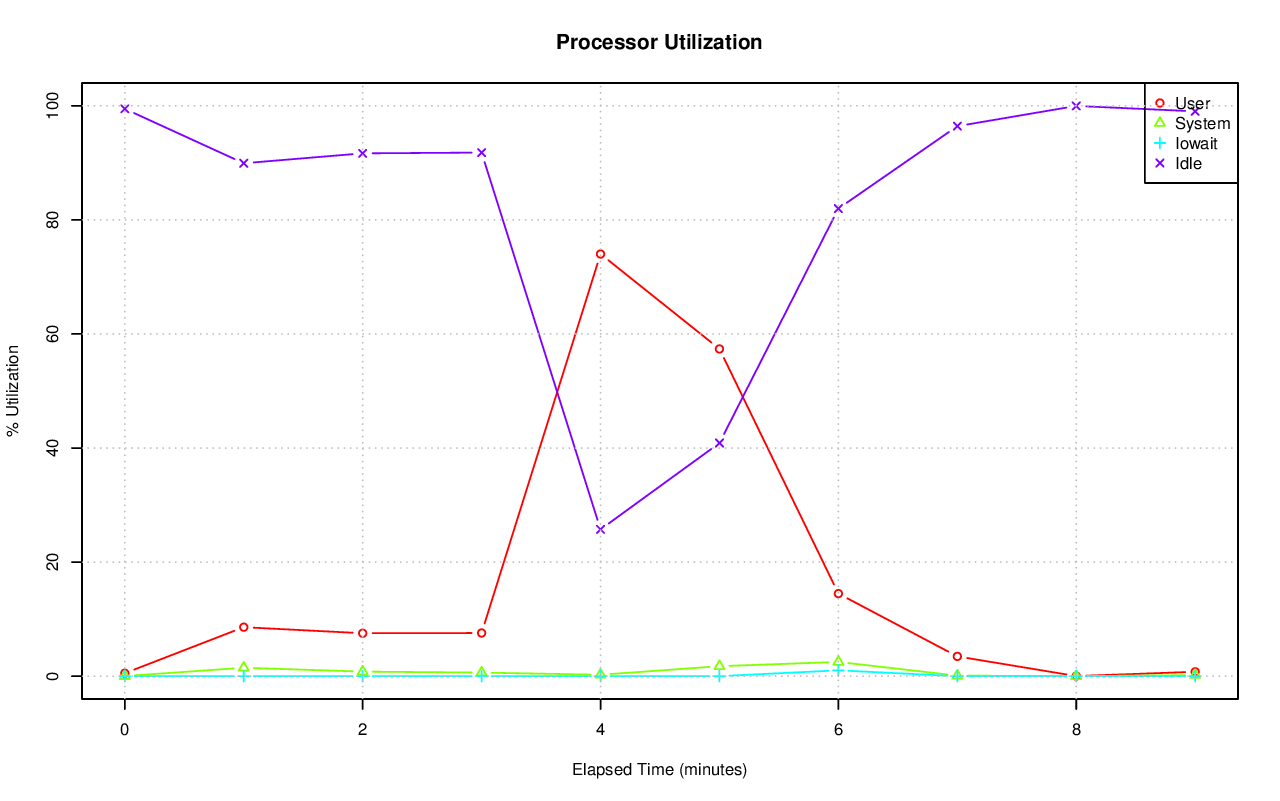 Processor Utilization
% Utilization
100
80
60
40
20
0
User
System
Iowait
Idle
0 2 4 6 8
Elapsed Time (minutes)